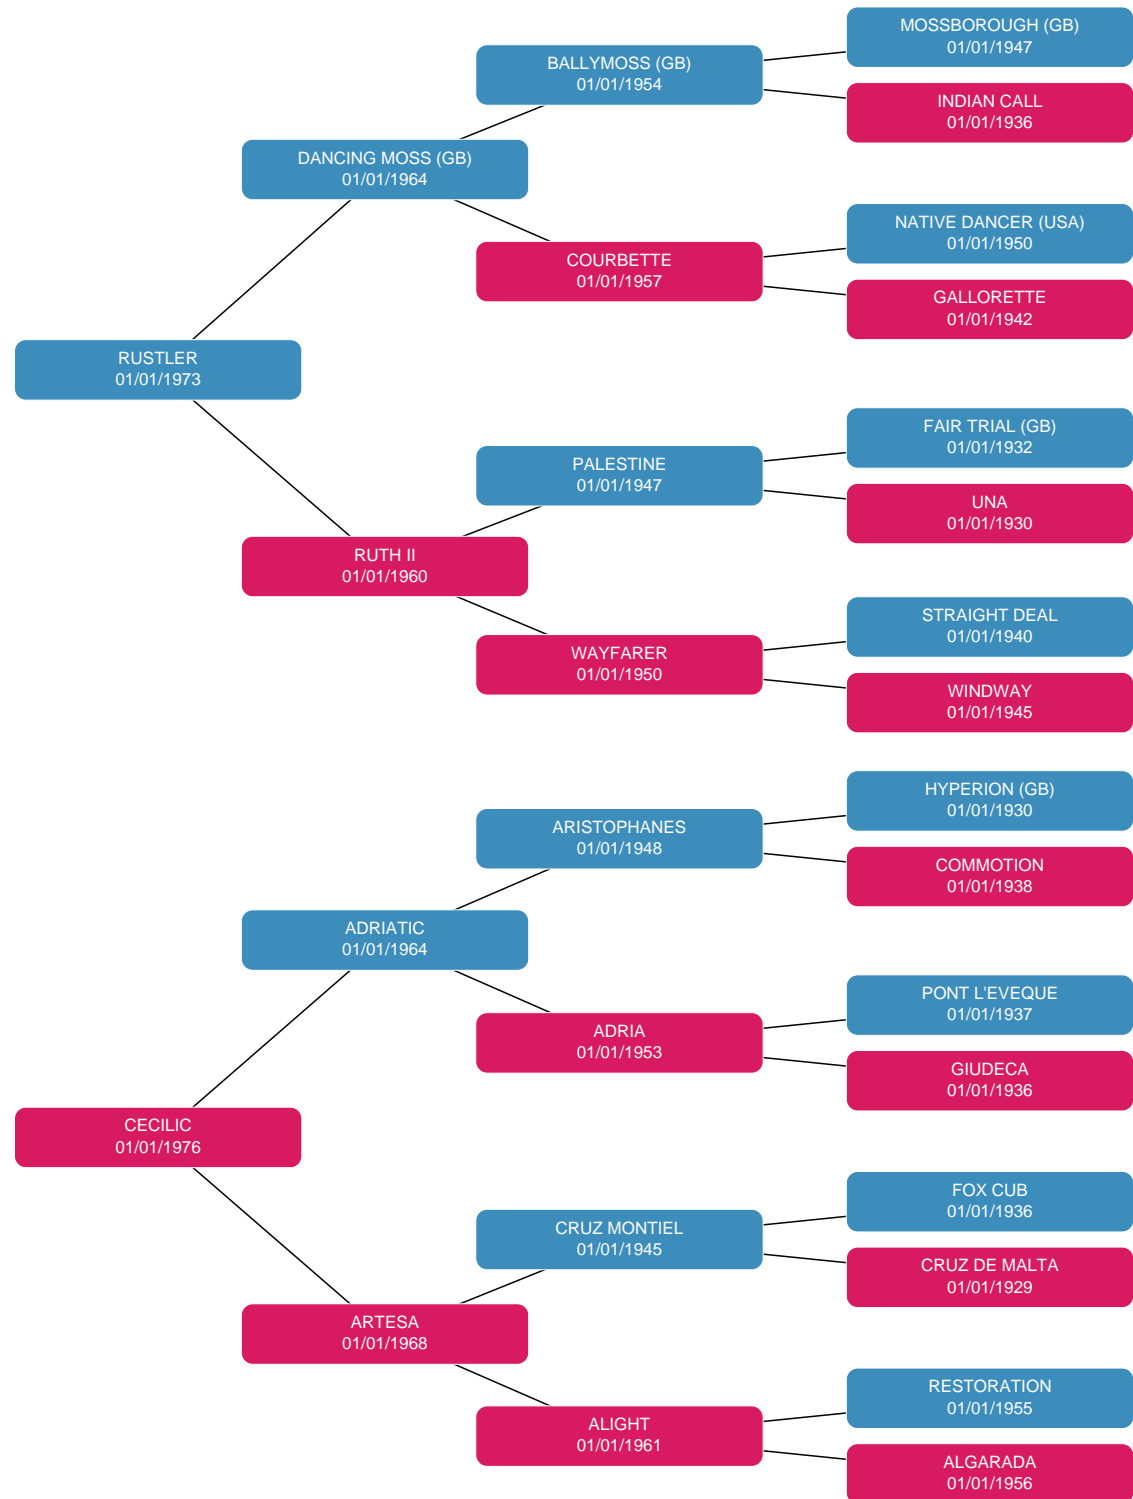 MOSSBOROUGH (GB)
01/01/1947
BALLYMOSS (GB)
01/01/1954
INDIAN CALL
01/01/1936
DANCING MOSS (GB)
01/01/1964
NATIVE DANCER (USA)
01/01/1950
COURBETTE
01/01/1957
GALLORETTE
01/01/1942
RUSTLER
01/01/1973
FAIR TRIAL (GB)
01/01/1932
PALESTINE
01/01/1947
UNA
01/01/1930
RUTH II
01/01/1960
STRAIGHT DEAL
01/01/1940
WAYFARER
01/01/1950
WINDWAY
01/01/1945
HYPERION (GB)
01/01/1930
ARISTOPHANES
01/01/1948
COMMOTION
01/01/1938
ADRIATIC
01/01/1964
PONT L'EVEQUE
01/01/1937
ADRIA
01/01/1953
GIUDECA
01/01/1936
CECILIC
01/01/1976
FOX CUB
01/01/1936
CRUZ MONTIEL
01/01/1945
CRUZ DE MALTA
01/01/1929
ARTESA
01/01/1968
RESTORATION
01/01/1955
ALIGHT
01/01/1961
ALGARADA
01/01/1956